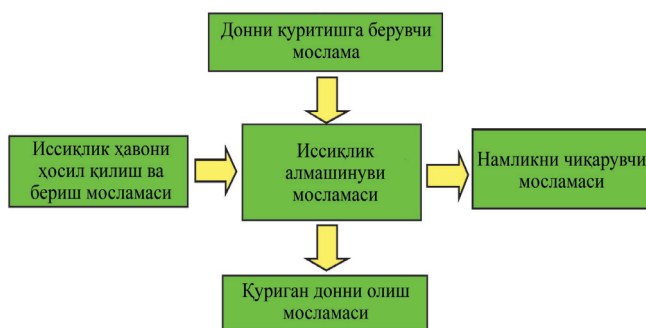 Донни қуритишга берувчи
мослама
Иссиқлик ҳавони
ҳосил қилиш ва
бериш мосламаси
Иссиқлик
алмашинуви
мосламаси
Намликни чиқарувчи
мосламаси
Қуриган донни олиш
мосламаси